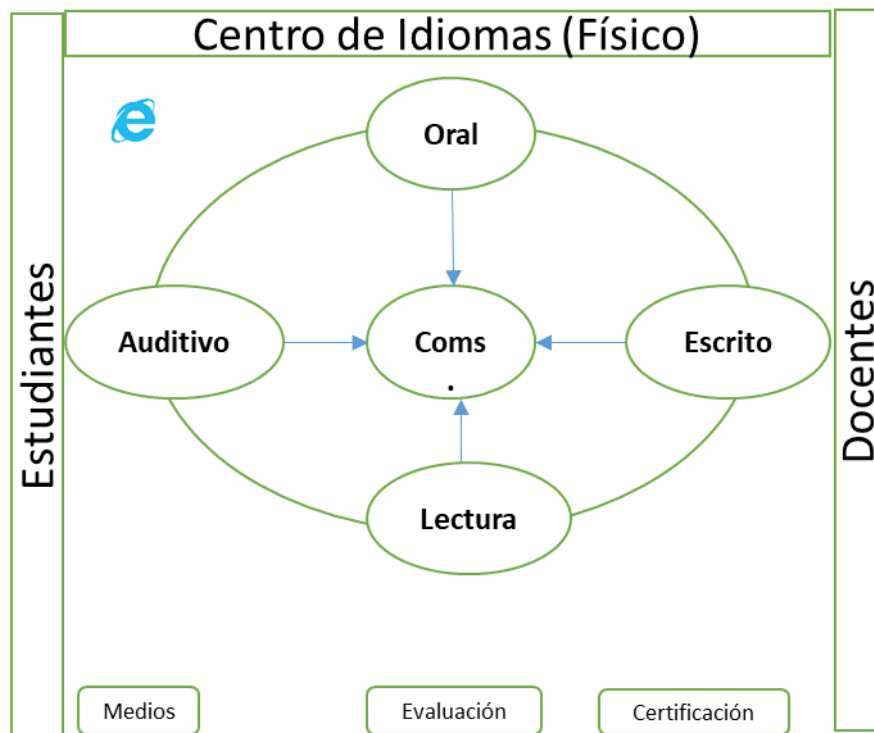 Centro de Idiomas (Físico)
Estudiantes
Docentes
Oral
Auditivo
Coms
.
Escrito
Lectura
Medios
Evaluación
Certificación